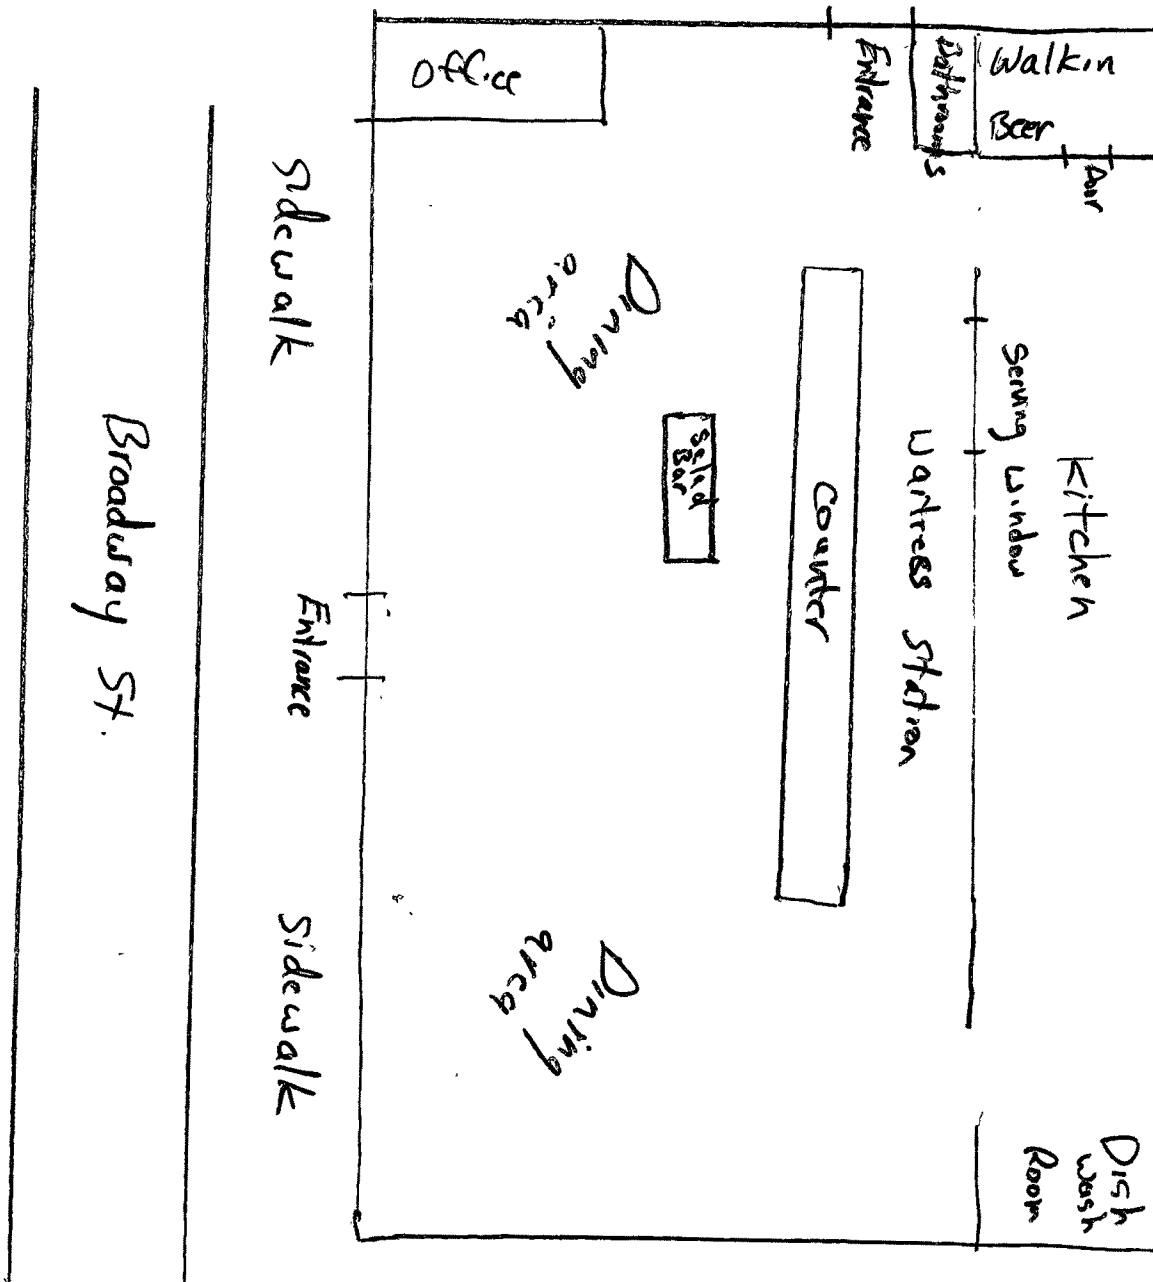 Office
Entrance
Bathrooms
Walkin
Beer
Door
Sidewalk
Dining
area
Serving Window
Kitchen
Salad
Bar
Counter
Waitress Station
Broadway St.
Entrance
Sidewalk
Dining
area
Dish
wash
Room